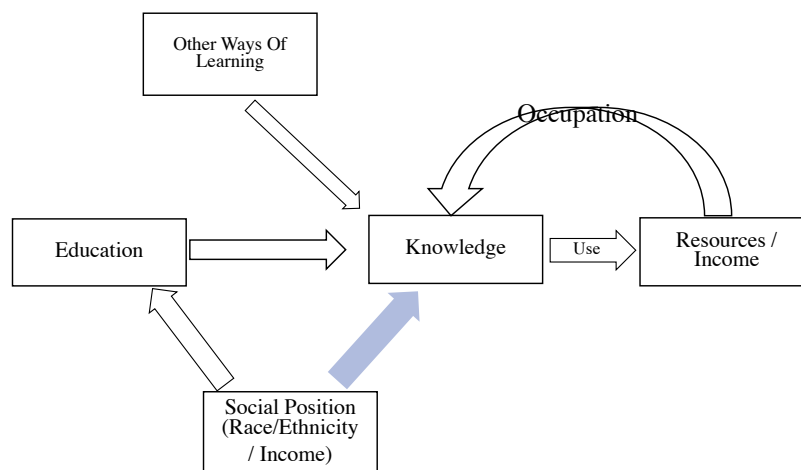 Other Ways Of
Learning
Occupation
Education
Knowledge
Use
Resources /
Income
Social Position
(Race/Ethnicity
/ Income)